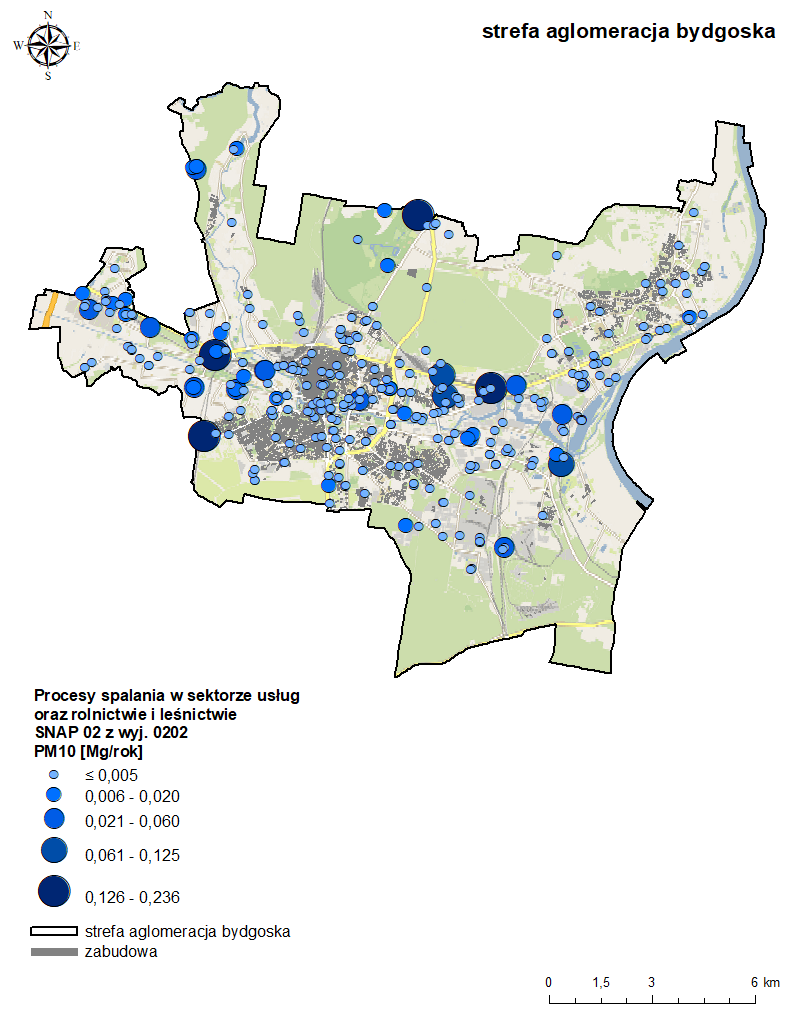 N
strefa aglomeracja bydgoska
W E
S
Procesy spalania w sektorze usług
oraz rolnictwie i leśnictwie
SNAP 02 z wyj. 0202
PM10 [Mg/rok]
≤ 0,005
0,006 - 0,020
0,021 - 0,060
0,061 - 0,125
0,126 - 0,236
strefa aglomeracja bydgoska
zabudowa
0 1,5 3 6 km